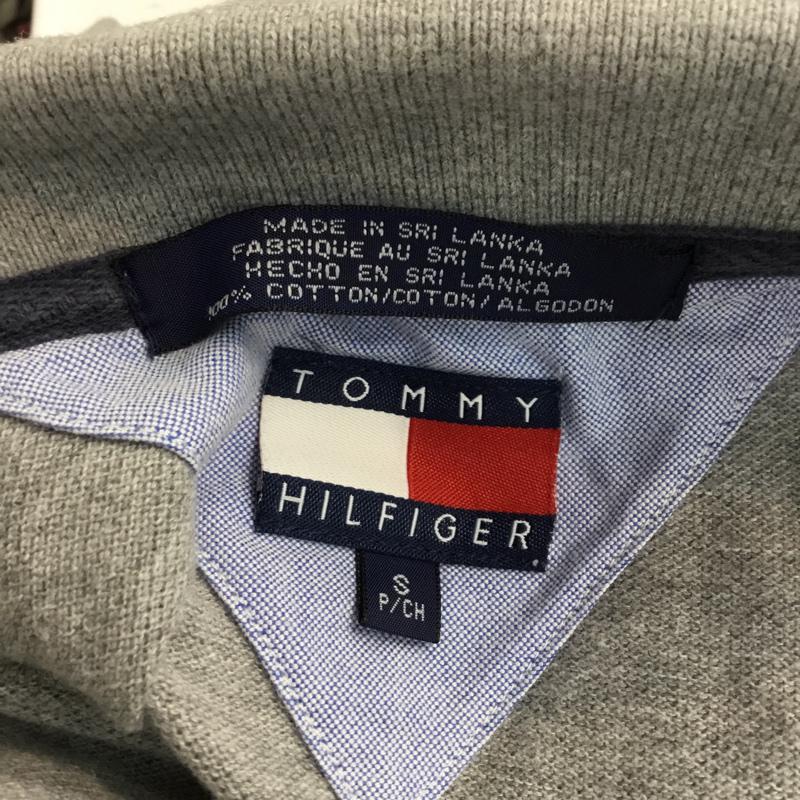 MADE IN SRI LANKA
FABRIQUE AU SRI LANKA
HECHO EN SRI LANKA
100% COTTON/COTON/ALGODON
TOMMY
HILFIGER
S
P/CH